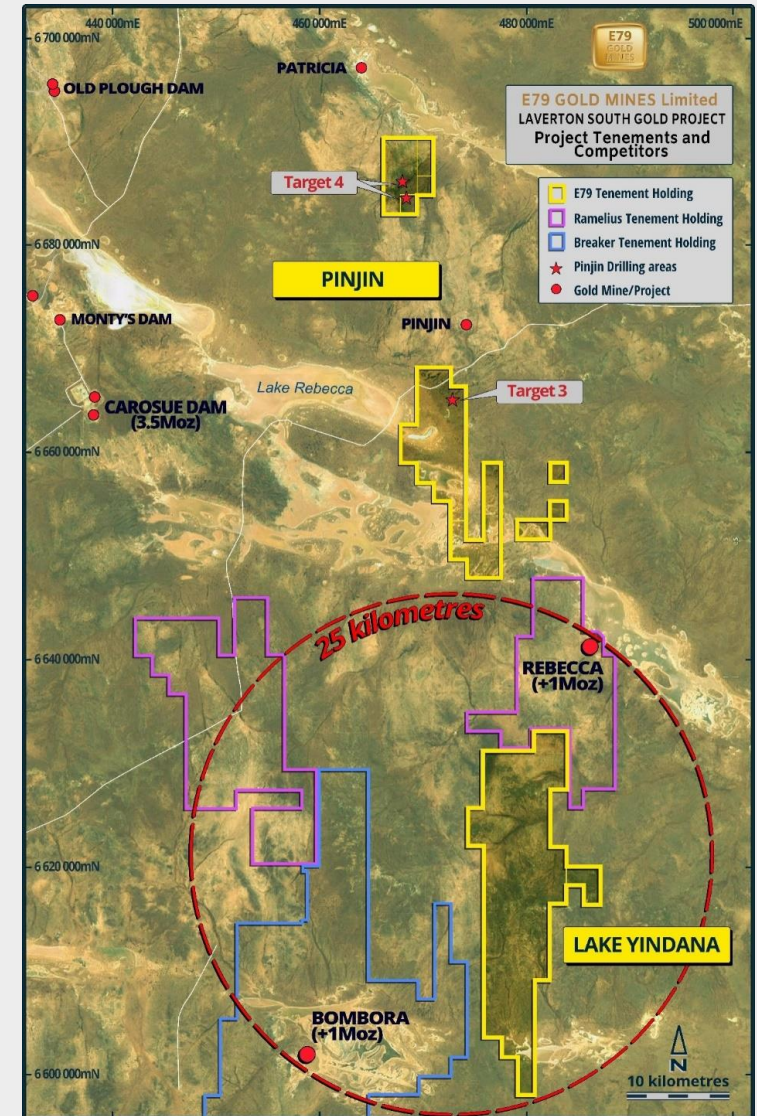 440 000mE
460 000mE
480 000mE
500 000mE
6 700 000mN
E79
GOLD
MINES
PATRICIA
OLD PLOUGH DAM
E79 GOLD MINES Limited
LAVERTON SOUTH GOLD PROJECT
Project Tenements and
Competitors
Target 4
E79 Tenement Holding
Ramelius Tenement Holding
Breaker Tenement Holding
Pinjin Drilling areas
Gold Mine/Project
6 680 000mN
PINJIN
MONTY'S DAM
PINJIN
Lake Rebecca
Target 3
CAROSUE DAM
(3.5Moz)
6 660 000mN
25 kilometres
6 640 000mN
REBECCA
(+1Moz)
6 620 000mN
LAKE YINDANA
BOMBORA
(+1Moz)
N
10 kilometres
6 600 000mN